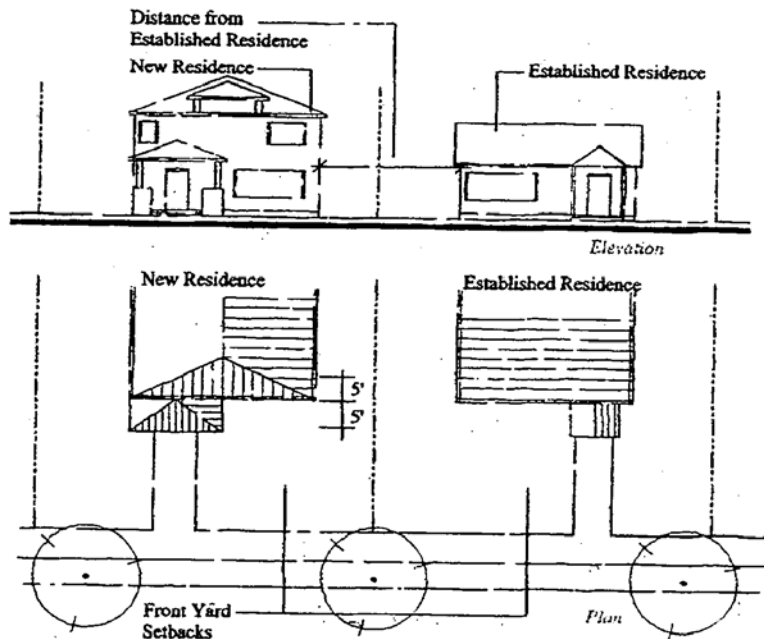 Distance from
Established Residence
New Residence
Established Residence
Elevation
New Residence
Established Residence
5'
5'
Front Yard
Setbacks
Plan